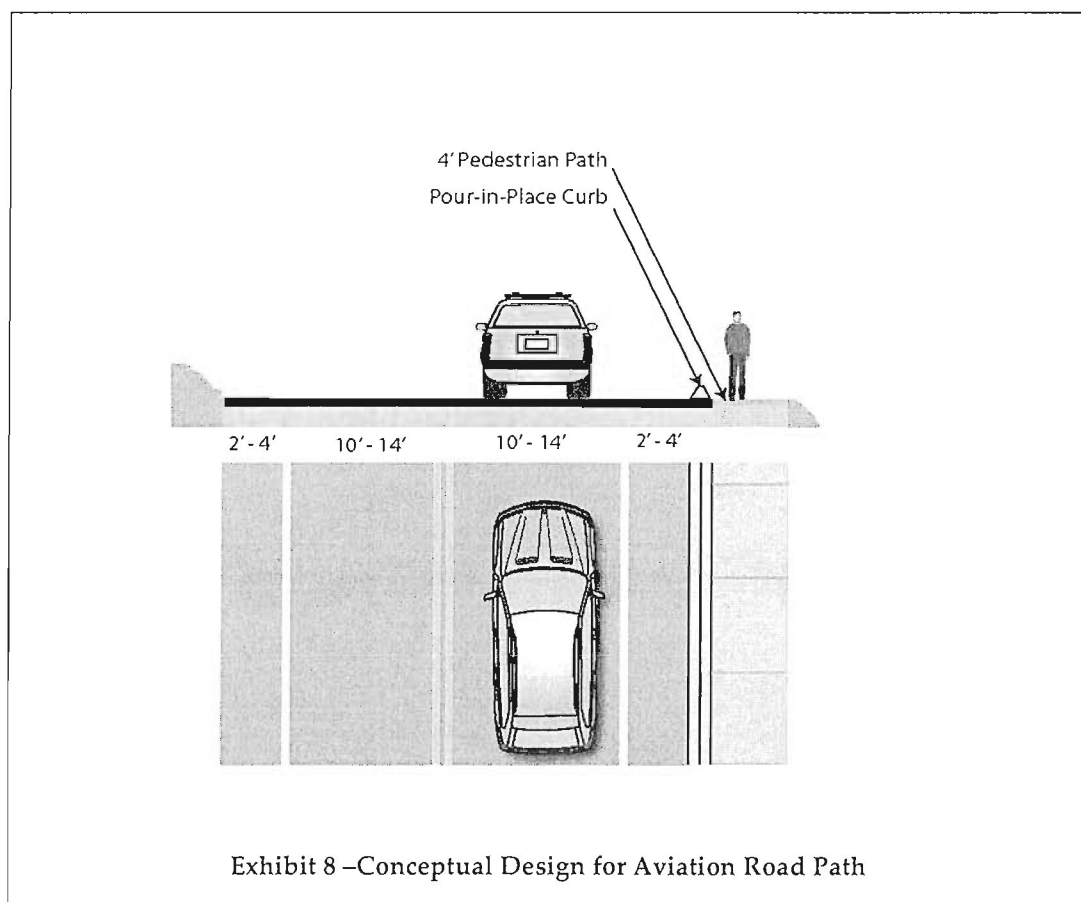 4' Pedestrian Path
Pour-in-Place Curb
2' - 4' 10' - 14' 10' - 14' 2' - 4'
Exhibit 8 –Conceptual Design for Aviation Road Path